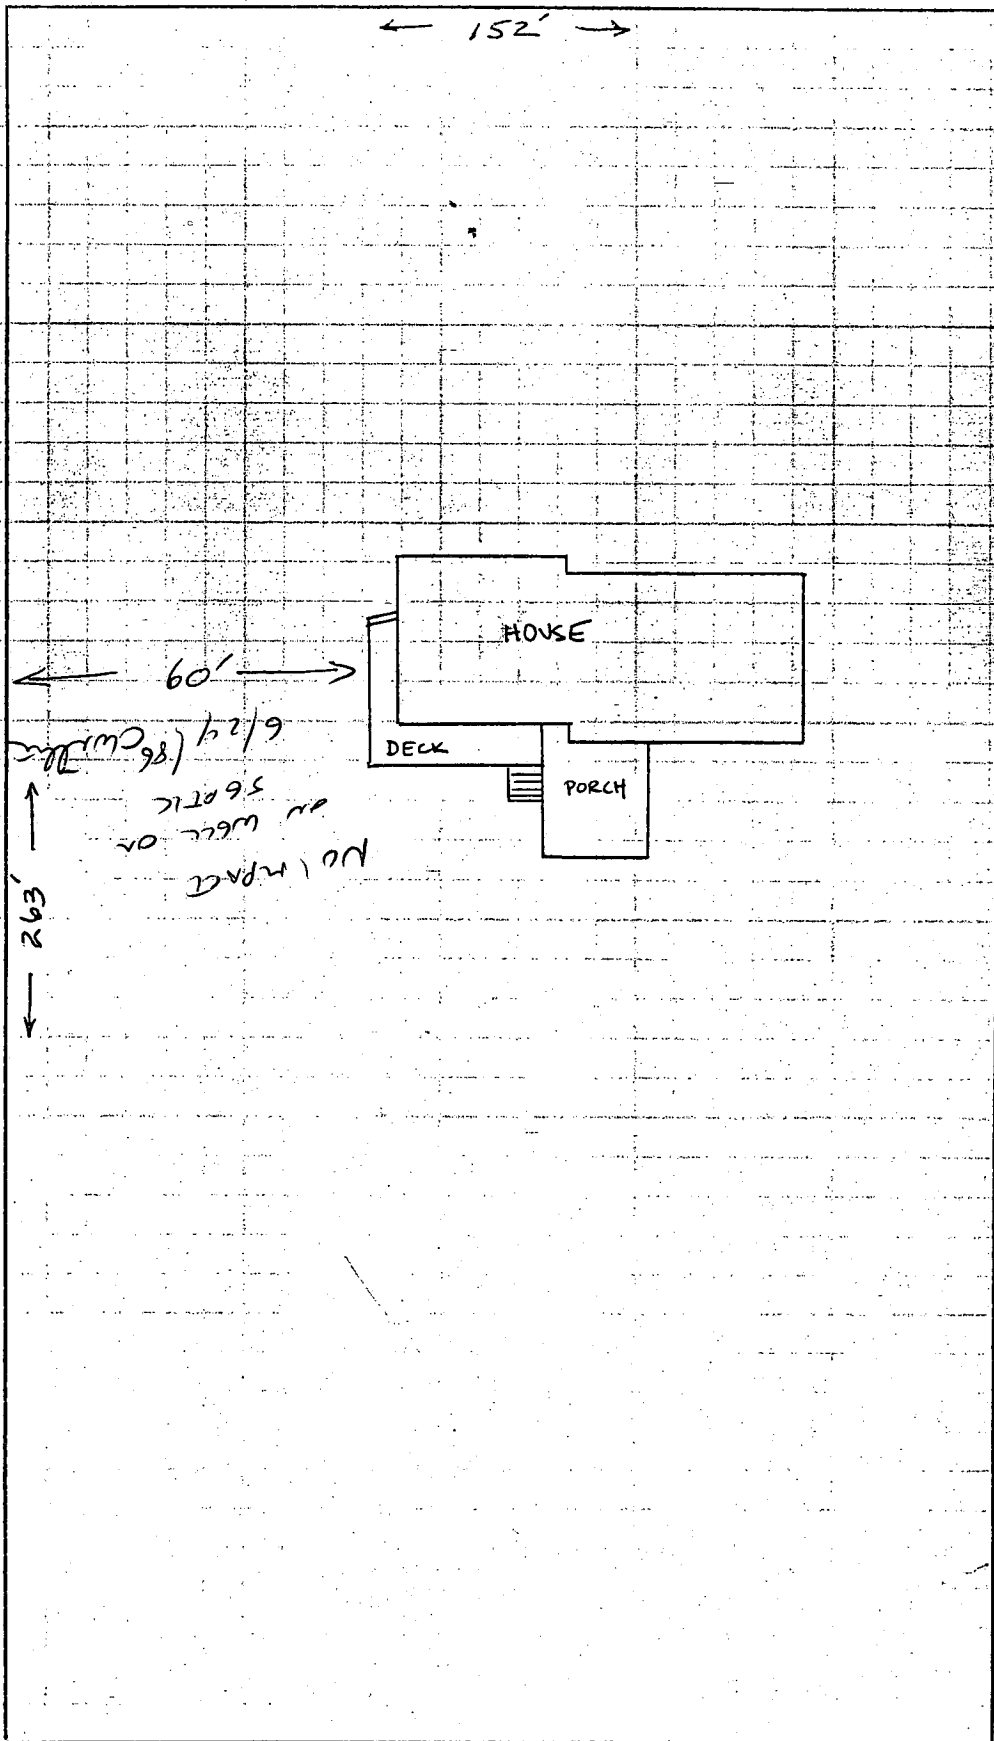 152'
HOUSE
60'
DECK
PORCH
263'
NO IMPACT
ON WELL OR
SEPTIC
6/24/86